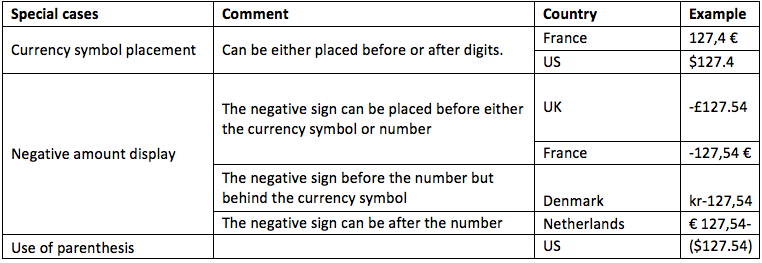 Special cases Comment Country Example
Currency symbol placement Can be either placed before or after digits. France 127,4 €
US $127.4
Negative amount display The negative sign can be placed before either
the currency symbol or number UK -£127.54
France -127,54 €
The negative sign before the number but
behind the currency symbol Denmark kr-127,54
The negative sign can be after the number Netherlands € 127,54-
Use of parenthesis US ($127.54)